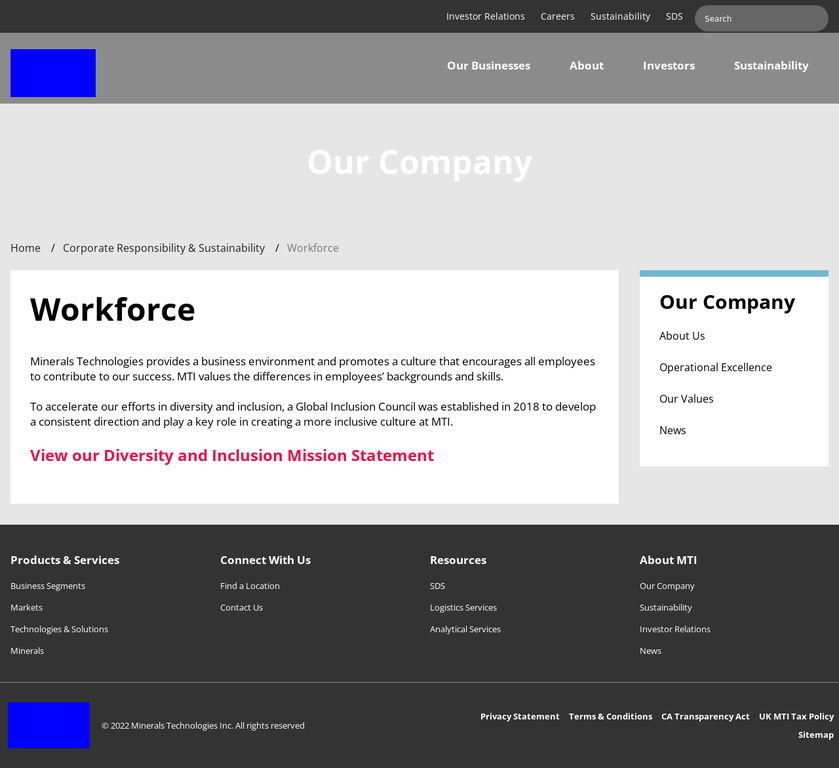 Investor Relations Careers Sustainability SDS Search
Our Businesses About Investors Sustainability
Our Company
Home / Corporate Responsibility & Sustainability / Workforce
Workforce
Minerals Technologies provides a business environment and promotes a culture that encourages all employees
to contribute to our success. MTI values the differences in employees’ backgrounds and skills.
To accelerate our efforts in diversity and inclusion, a Global Inclusion Council was established in 2018 to develop
a consistent direction and play a key role in creating a more inclusive culture at MTI.
View our Diversity and Inclusion Mission Statement
Our Company
About Us
Operational Excellence
Our Values
News
Products & Services
Business Segments
Markets
Technologies & Solutions
Minerals
Connect With Us
Find a Location
Contact Us
Resources
SDS
Logistics Services
Analytical Services
About MTI
Our Company
Sustainability
Investor Relations
News
© 2022 Minerals Technologies Inc. All rights reserved
Privacy Statement Terms & Conditions CA Transparency Act UK MTI Tax Policy
Sitemap